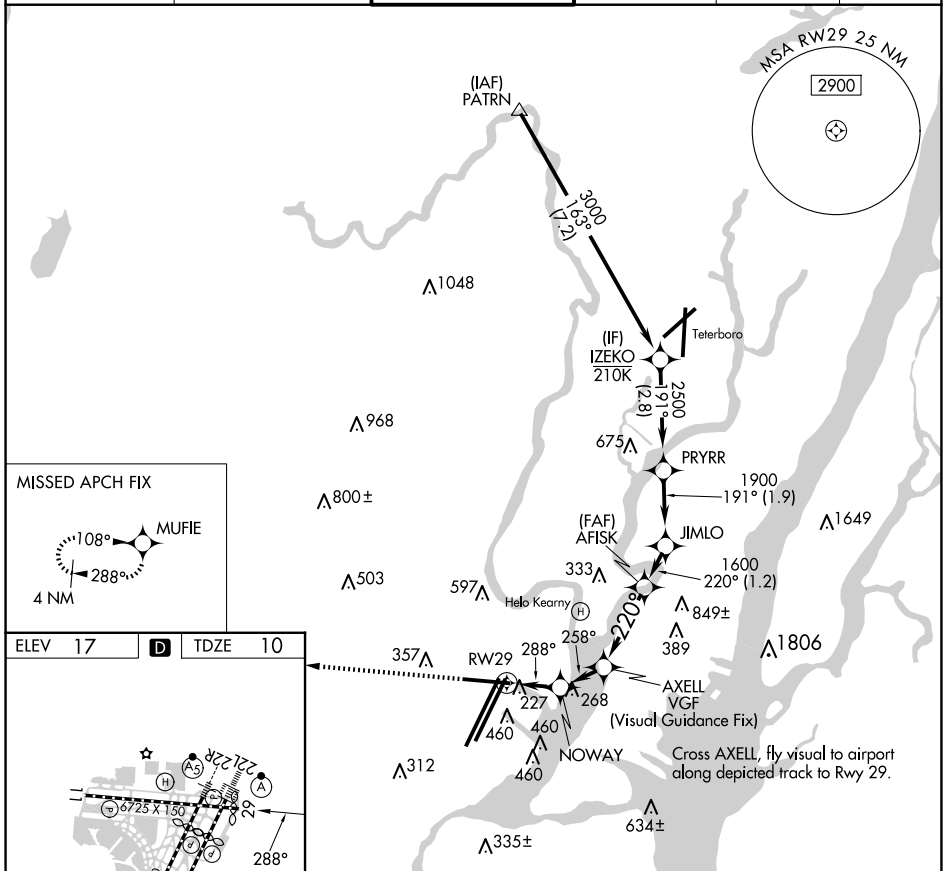 MSA RW29 25 NM
2900
(IAF)
PATRN
3000
163°
(7.2)
1048
Teterboro
(IF)
IZEKO
210K
2500
191°
(2.8)
968
675
PRYRR
MISSED APCH FIX
MUFIE
108°
288°
4 NM
800 ±
1900
191° (1.9)
1649
(FAF)
AFISK
JIMLO
503
597
333
1600
220° (1.2)
Helo Kearny
H
849±
220°
389
1806
ELEV 17
D
TDZE 10
357
RW29
288°
258°
227
268
AXELL
VGF
(Visual Guidance Fix)
460
460
460
NOWAY
Cross AXELL, fly visual to airport
along depicted track to Rwy 29.
312
634±
335±
H
A5
22R
22L
A
11
P
6725 X 150
P
29
P
P
288°